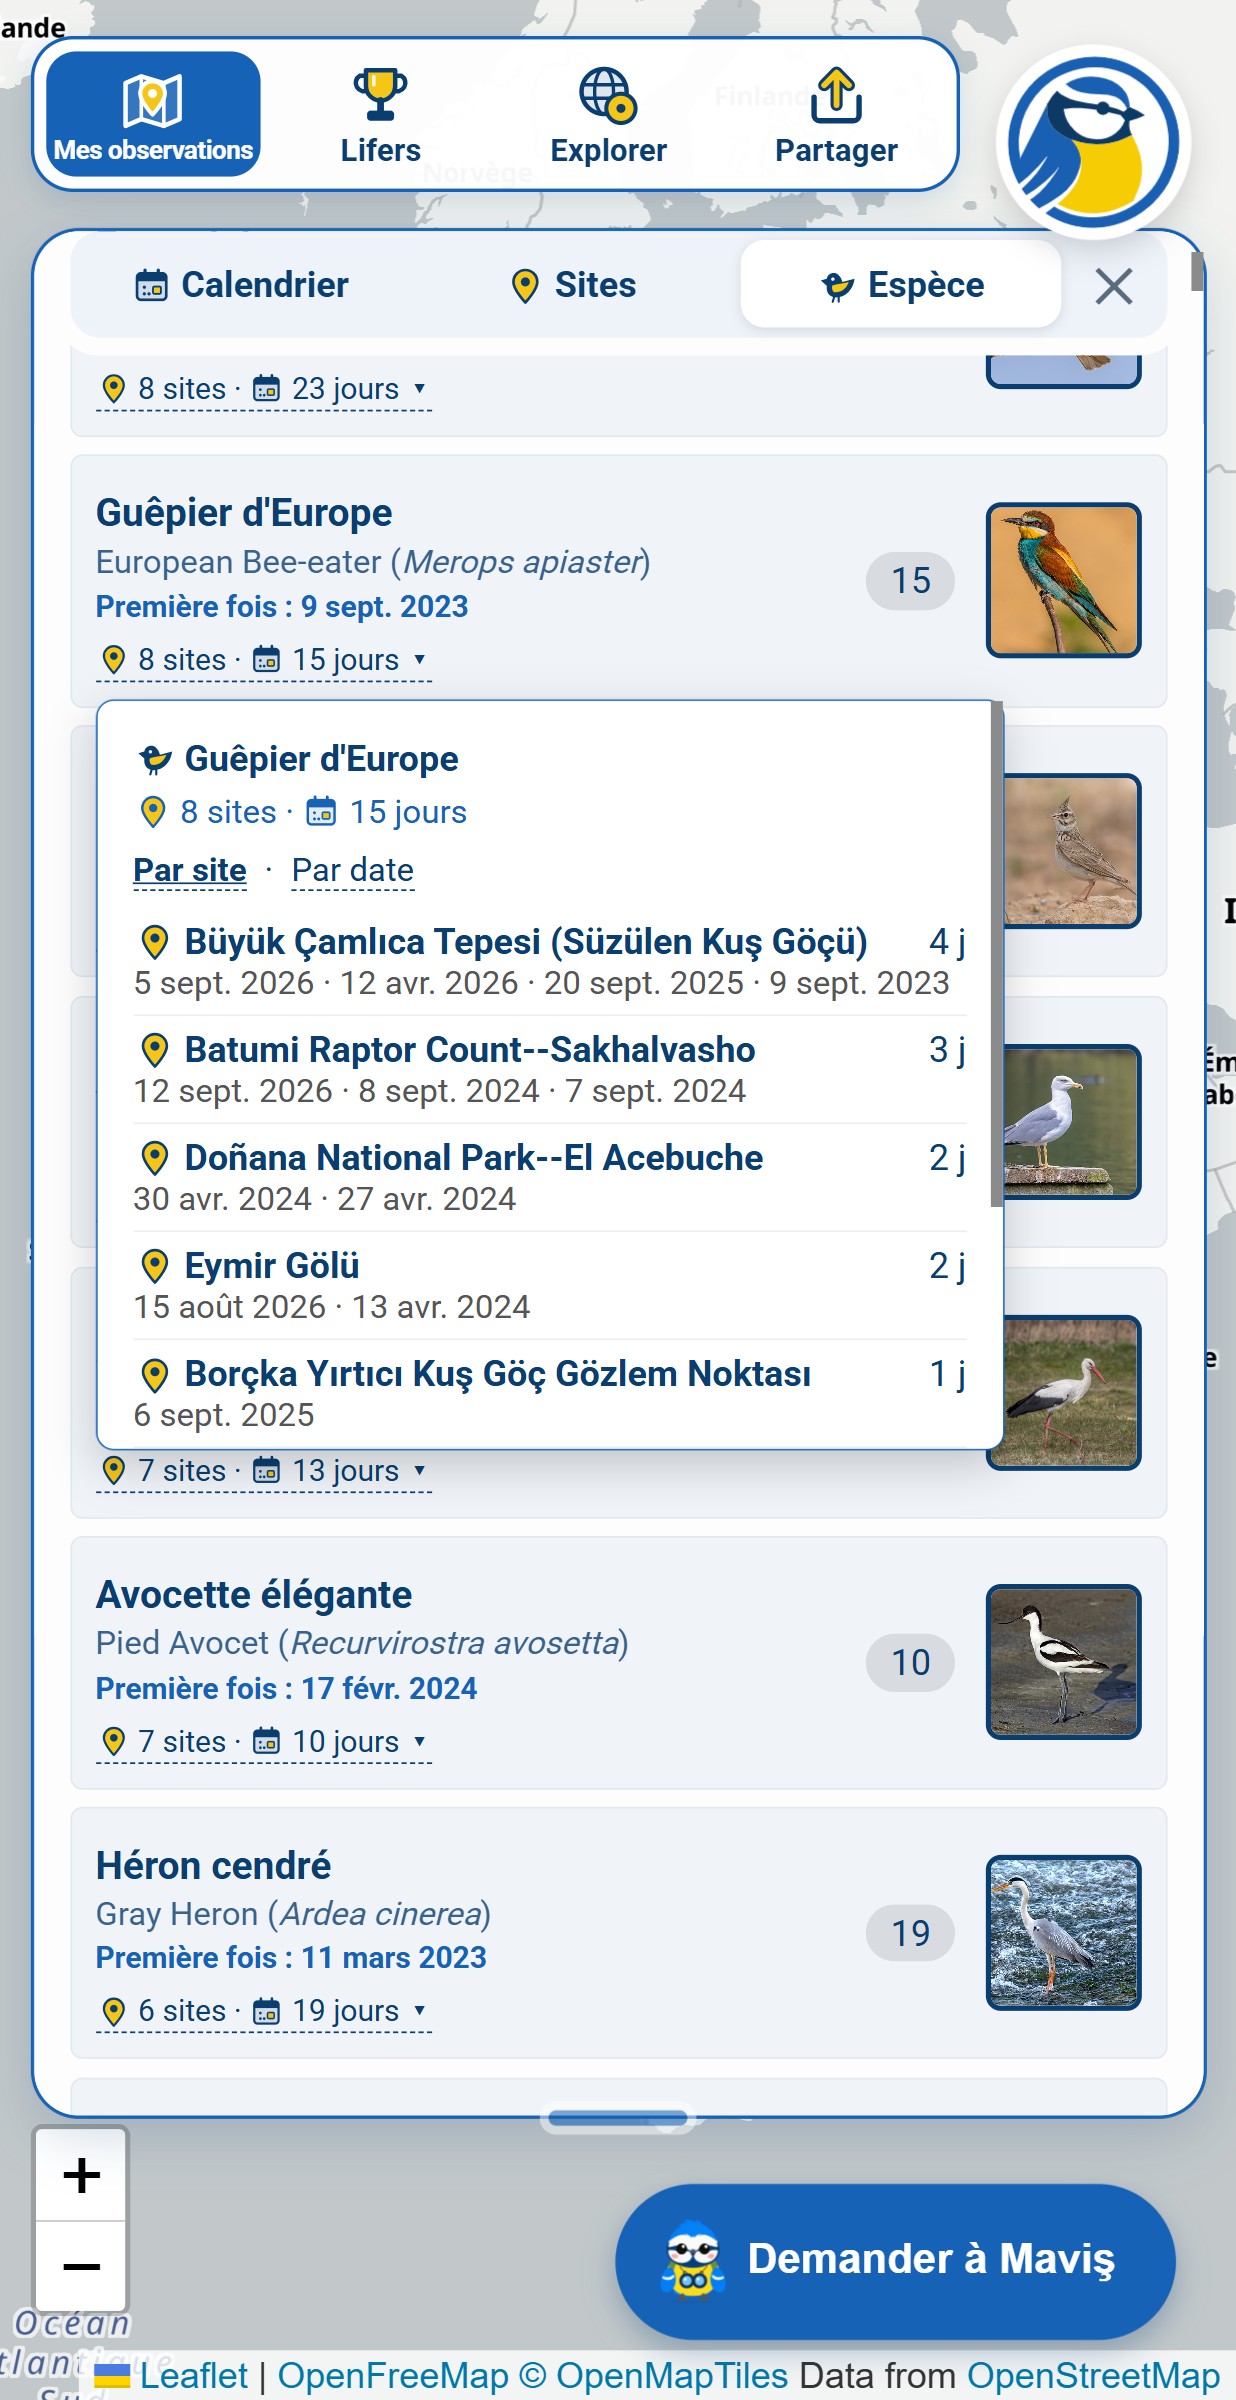 ande
Finlande
Norvège
Mes observations
Lifers
Explorer
Partager
Calendrier
Sites
Espèce
8 sites · 23 jours ▾
Guêpier d'Europe
European Bee-eater (Merops apiaster)
Première fois : 9 sept. 2023
8 sites · 15 jours ▾
15
Guêpier d'Europe
8 sites · 15 jours
Par site · Par date
Büyük Çamlıca Tepesi (Süzülen Kuş Göçü) 4 j
5 sept. 2026 · 12 avr. 2026 · 20 sept. 2025 · 9 sept. 2023
Batumi Raptor Count--Sakhalvasho 3 j
12 sept. 2026 · 8 sept. 2024 · 7 sept. 2024
Doñana National Park--El Acebuche 2 j
30 avr. 2024 · 27 avr. 2024
Eymir Gölü 2 j
15 août 2026 · 13 avr. 2024
Borçka Yırtıcı Kuş Göç Gözlem Noktası 1 j
6 sept. 2025
7 sites · 13 jours ▾
Ém
ab
e
Avocette élégante
Pied Avocet (Recurvirostra avosetta)
Première fois : 17 févr. 2024
7 sites · 10 jours ▾
10
Héron cendré
Gray Heron (Ardea cinerea)
Première fois : 11 mars 2023
6 sites · 19 jours ▾
19
+
−
Demander à Maviş
Océan
tlantique
Sud
Leaflet | OpenFreeMap © OpenMapTiles Data from OpenStreetMap